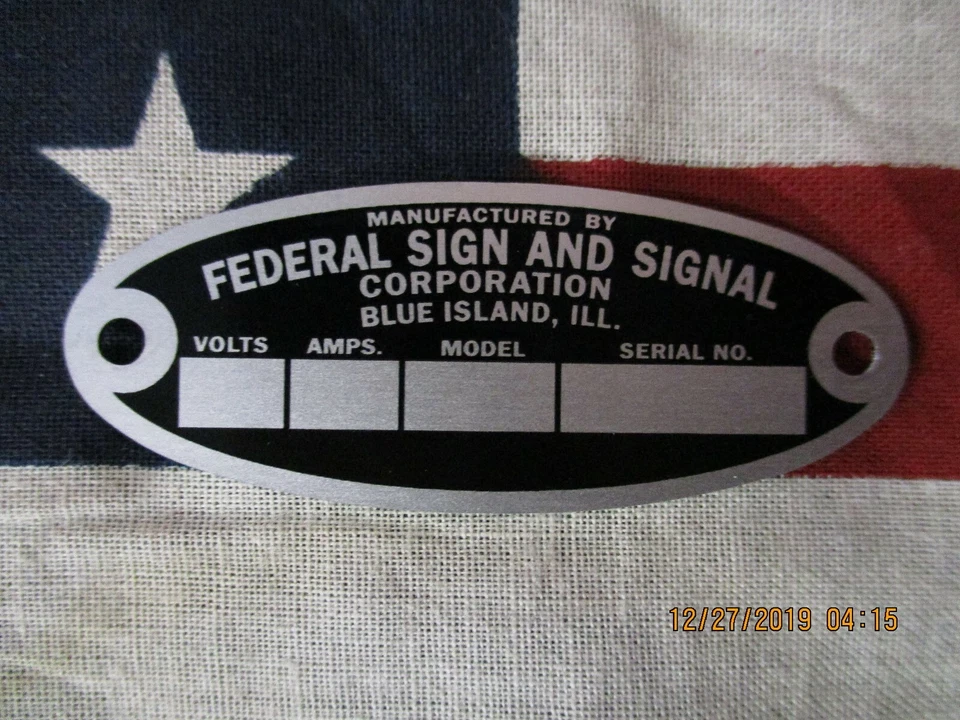 MANUFACTURED BY
FEDERAL SIGN AND SIGNAL
CORPORATION
BLUE ISLAND, ILL.
VOLTS AMPS. MODEL SERIAL NO.
12/27/2019 04:15